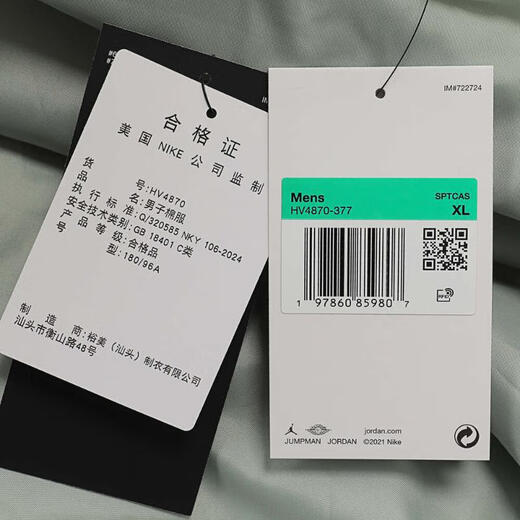 合格证
美国 NIKE 公司监制
货 号:HV4870
品 名:男子棉服
执行标准:Q/320585 NKY 106-2024
安全技术类别:GB 18401 C类
产品等级:合格品
型:180/96A
制造商:裕美（汕头）制衣有限公司
汕头市衡山路48号
IM#722724
Mens SPTCAS
HV4870-377 XL
1 97860 85980 7
RFID
JUMPMAN JORDAN
jordan.com
©2021 Nike